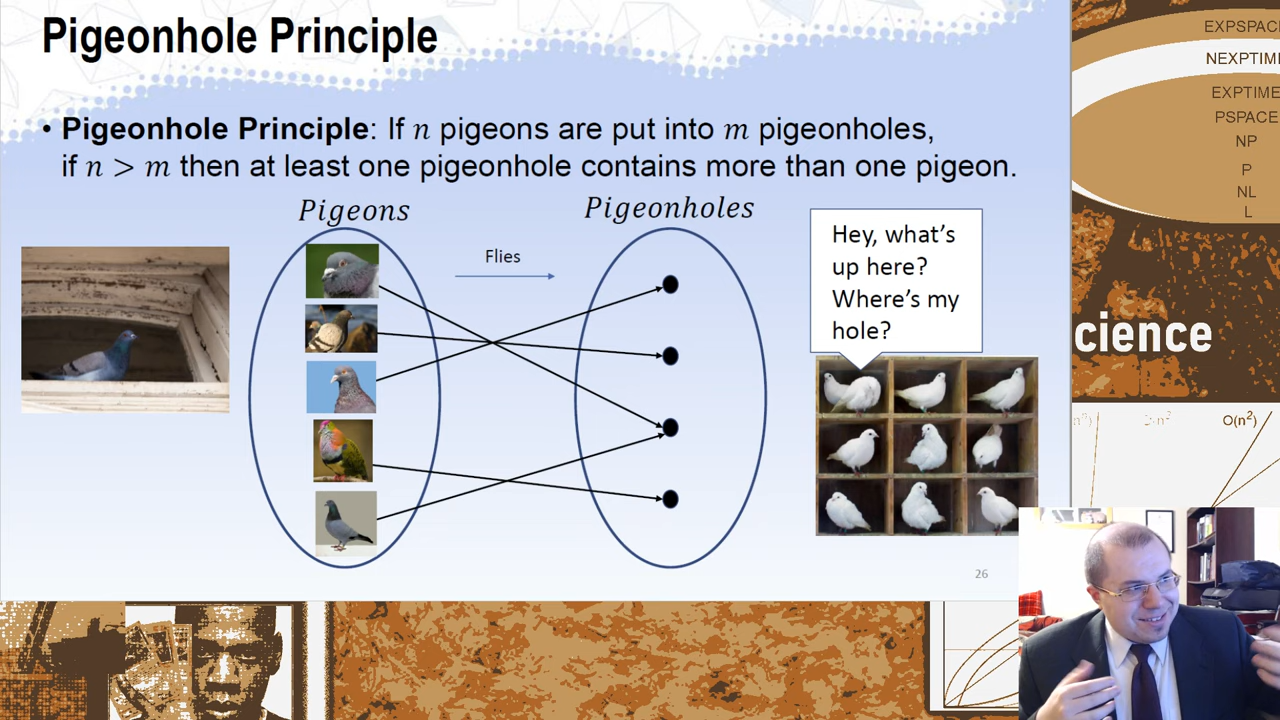 Pigeonhole Principle
• Pigeonhole Principle: If n pigeons are put into m pigeonholes,
if n > m then at least one pigeonhole contains more than one pigeon.
Pigeons
Pigeonholes
Flies
Hey, what's
up here?
Where's my
hole?
26
EXPSPAC
NEXPTIM
EXPTIME
PSPACE
NP
P
NL
L
cience
O(n²)